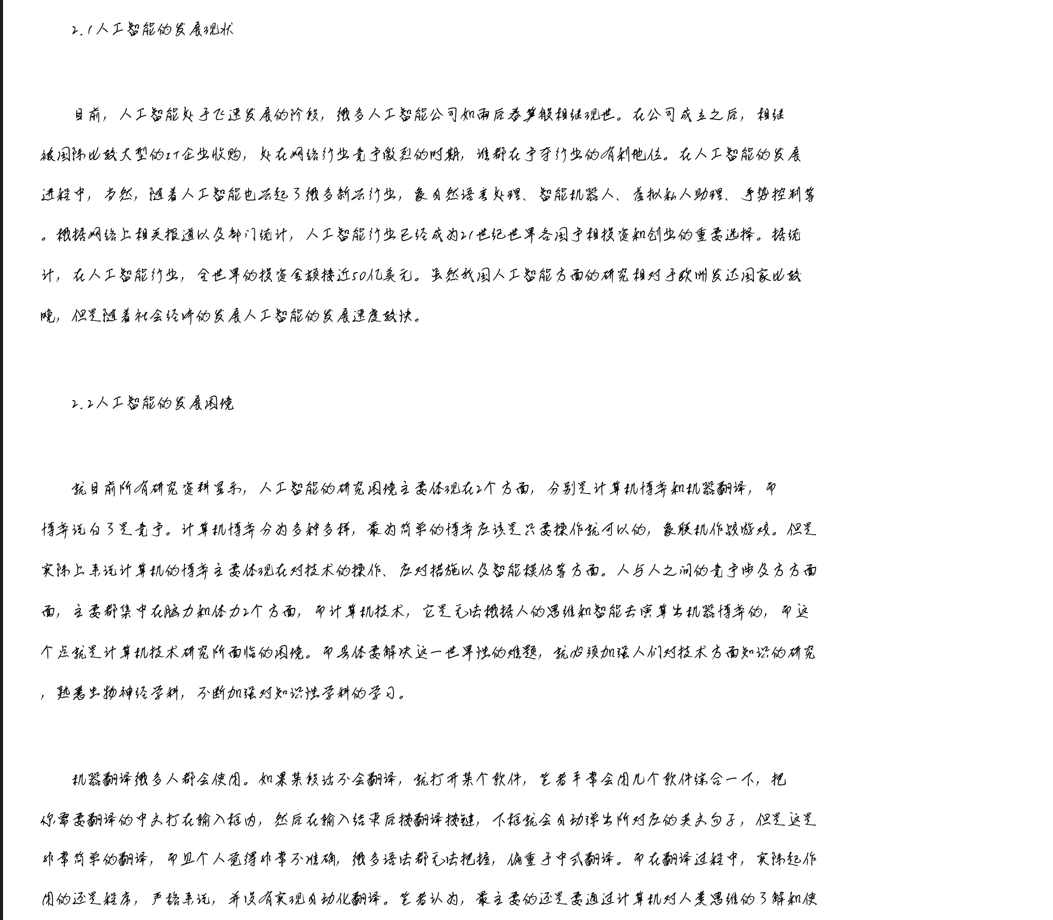 2.1人工智能的发展现状
目前，人工智能处于飞速发展的阶段，很多人工智能公司如雨后春笋般相继现世。在公司成立之后，相继
被国际比较大型的IT企业收购，处在网络行业竞争激烈的时期，谁都在争夺行业的有利地位。在人工智能的发展
进程中，当然，随着人工智能也兴起了很多新兴行业，象自然语言处理、智能机器人、虚拟私人助理、手势控制等
。根据网络上相关报道以及部门统计，人工智能行业已经成为21世纪世界各国争相投资和创业的重要选择。据统
计，在人工智能行业，全世界的投资金额接近50亿美元。虽然我国人工智能方面的研究相对于欧洲发达国家比较
晚，但是随着社会经济的发展人工智能的发展速度较快。
2.2人工智能的发展困境
就目前所有研究资料显示，人工智能的研究困境主要体现在2个方面，分别是计算机博弈和机器翻译，而
博弈说白了是竞争。计算机博弈分为多种多样，最为简单的博弈应该是只要操作就可以的，象联机作战游戏。但是
实际上来说计算机的博弈主要体现在对技术的操作、应对措施以及智能模仿等方面。人与人之间的竞争涉及方方面
面，主要都集中在脑力和体力2个方面，而计算机技术，它是无法根据人的思维和智能去演算出机器博弈的，而这
个点就是计算机技术研究所面临的困境。而具体要解决这一世界性的难题，就必须加强人们对技术方面知识的研究
，熟悉生物神经学科，不断加强对知识性学科的学习。
机器翻译很多人都会使用。如果某段话不会翻译，就打开某个软件，笔者平常会用几个软件综合一下，把
你需要翻译的中文打在输入框内，然后在输入结束后按翻译按键，下框就会自动弹出所对应的英文句子，但是这是
非常简单的翻译，而且个人觉得非常不准确，很多语法都无法把握，偏重于中式翻译。而在翻译过程中，实际起作
用的还是程序，严格来说，并没有实现自动化翻译。笔者认为，最主要的还是要通过计算机对人类思维的了解和使